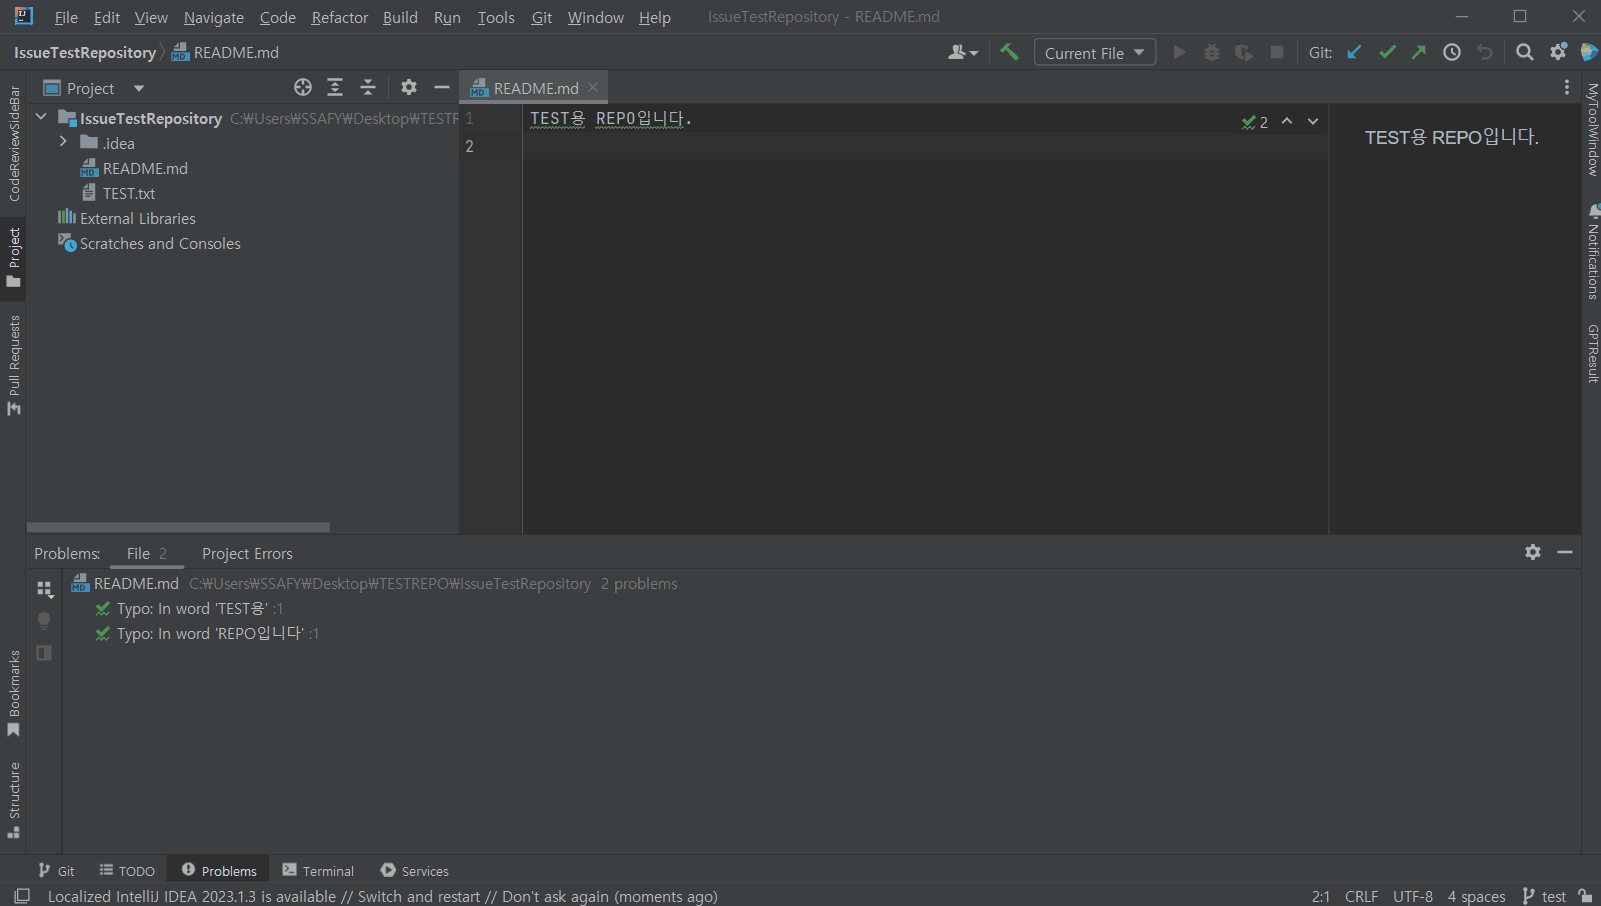 File Edit View Navigate Code Refactor Build Run Tools Git Window Help IssueTestRepository - README.md
IssueTestRepository README.md Current File Git:
CodeReviewSideBar
Project
Pull Requests
Bookmarks
Structure
Project
IssueTestRepository C:₩Users₩SSAFY₩Desktop₩TESTR
.idea
README.md
TEST.txt
External Libraries
Scratches and Consoles
README.md
1 TEST용 REPO입니다.
2
2
TEST용 REPO입니다.
MyToolWindow
Notifications
GPTResult
Problems: File 2 Project Errors
README.md C:₩Users₩SSAFY₩Desktop₩TESTREPO₩IssueTestRepository 2 problems
Typo: In word 'TEST용' :1
Typo: In word 'REPO입니다' :1
Git TODO Problems Terminal Services
Localized IntelliJ IDEA 2023.1.3 is available // Switch and restart // Don't ask again (moments ago) 2:1 CRLF UTF-8 4 spaces test